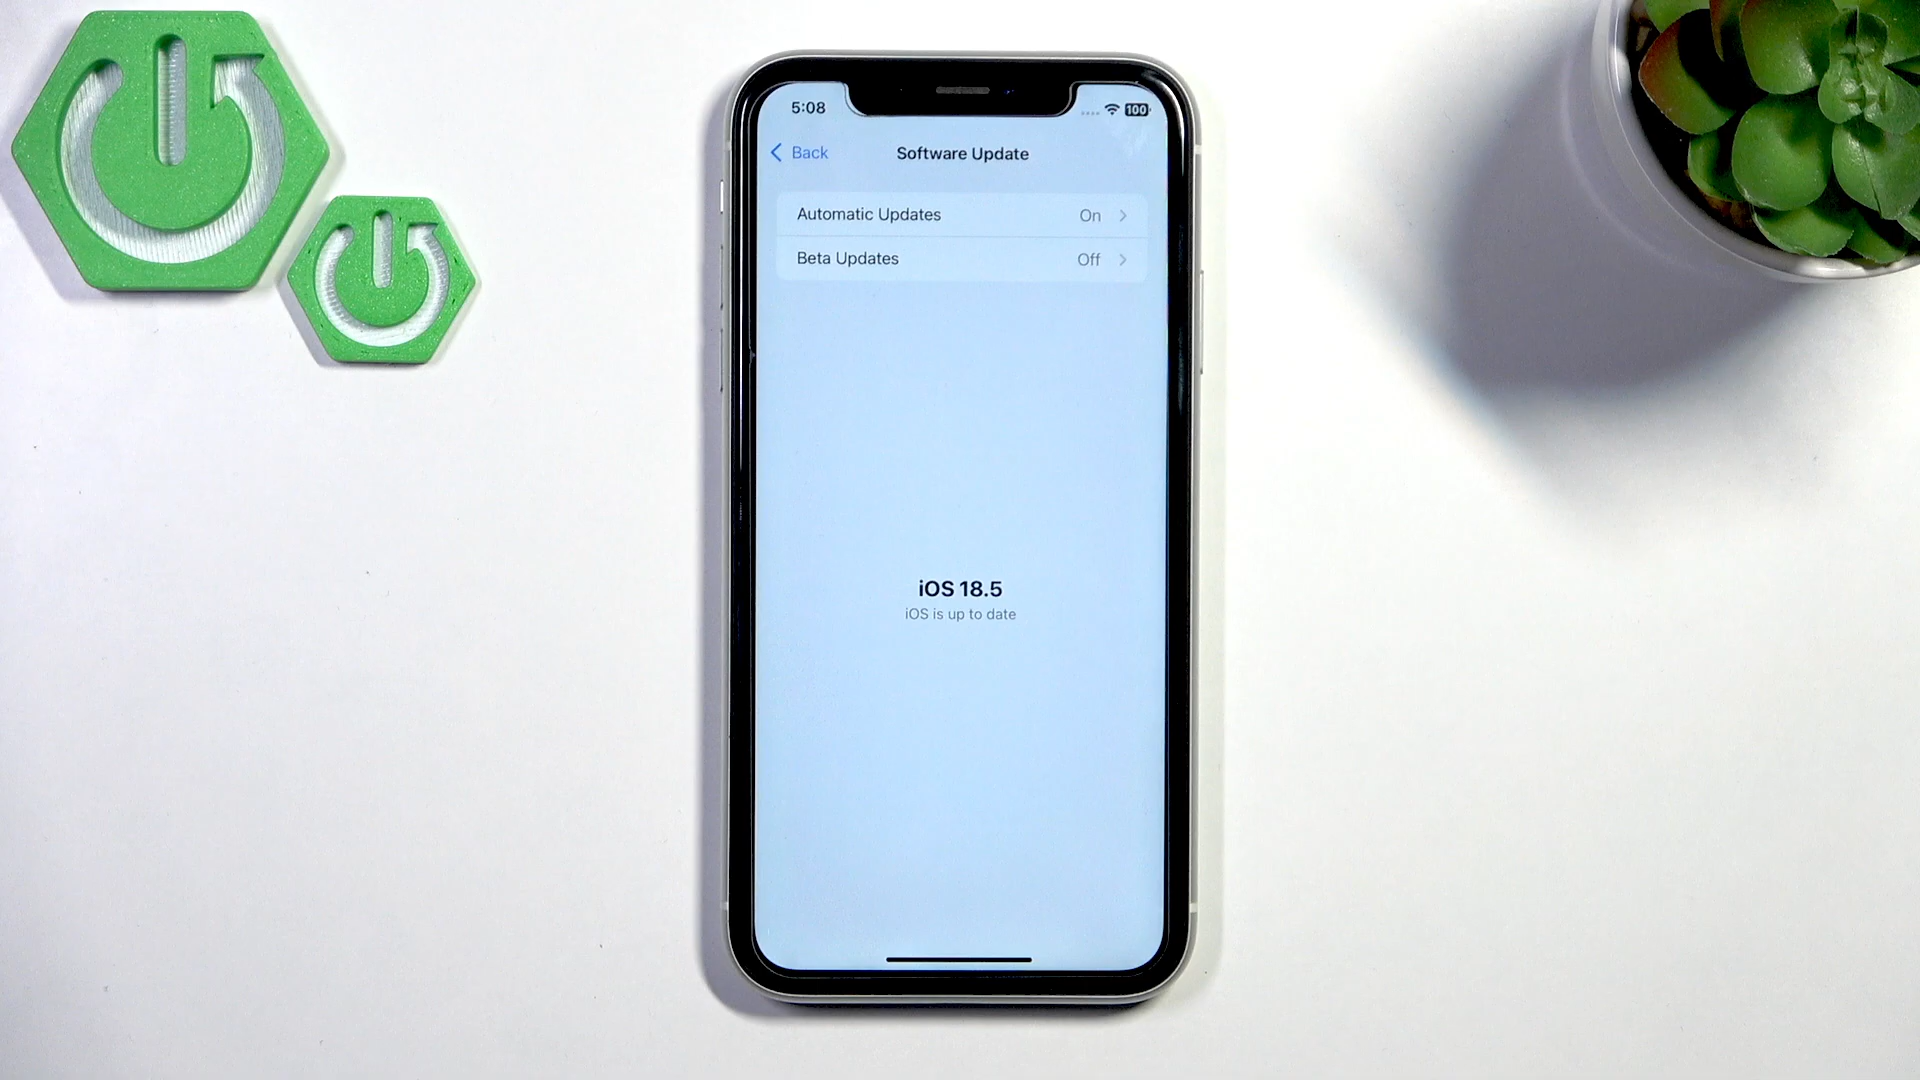 5:08
100
Back
Software Update
Automatic Updates On
Beta Updates Off
iOS 18.5
iOS is up to date